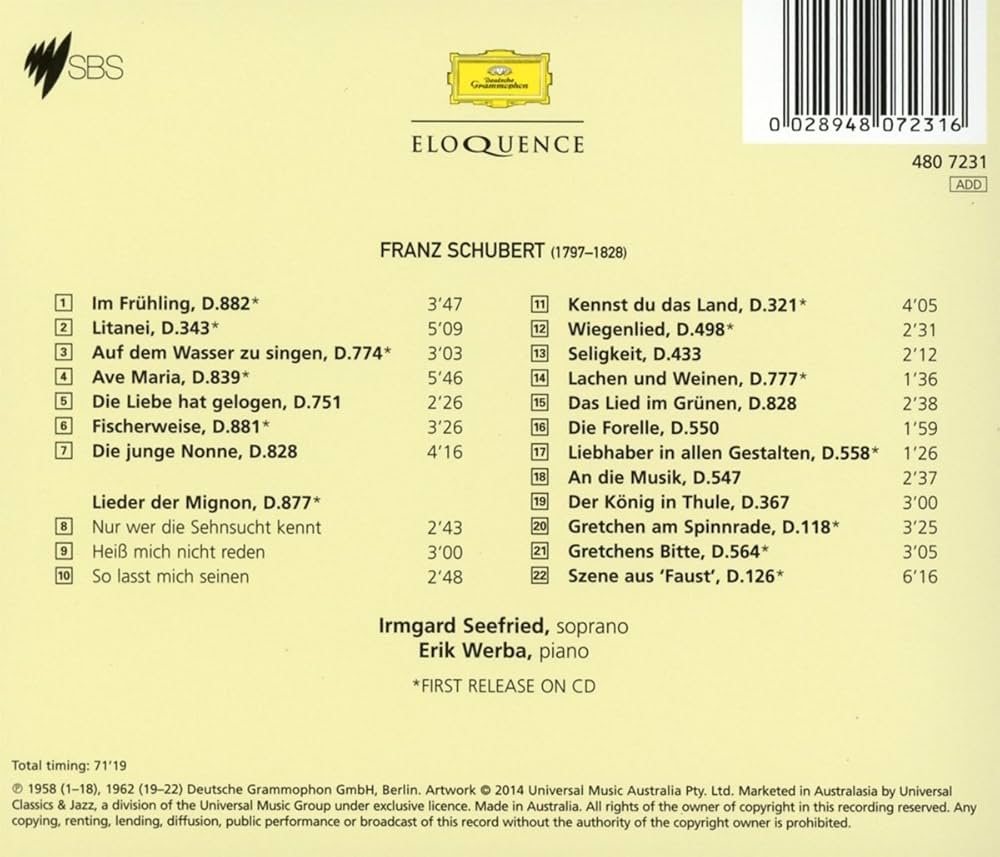 SBS
Deutsche
Grammophon
ELOQUENCE
0 028948 072316
480 7231
ADD
FRANZ SCHUBERT (1797–1828)
1 Im Frühling, D.882* 3’47
2 Litanei, D.343* 5’09
3 Auf dem Wasser zu singen, D.774* 3’03
4 Ave Maria, D.839* 5’46
5 Die Liebe hat gelogen, D.751 2’26
6 Fischerweise, D.881* 3’26
7 Die junge Nonne, D.828 4’16
Lieder der Mignon, D.877*
8 Nur wer die Sehnsucht kennt 2’43
9 Heiß mich nicht reden 3’00
10 So lasst mich seinen 2’48
11 Kennst du das Land, D.321* 4’05
12 Wiegenlied, D.498* 2’31
13 Seligkeit, D.433 2’12
14 Lachen und Weinen, D.777* 1’36
15 Das Lied im Grünen, D.828 2’38
16 Die Forelle, D.550 1’59
17 Liebhaber in allen Gestalten, D.558* 1’26
18 An die Musik, D.547 2’37
19 Der König in Thule, D.367 3’00
20 Gretchen am Spinnrade, D.118* 3’25
21 Gretchens Bitte, D.564* 3’05
22 Szene aus ‘Faust’, D.126* 6’16
Irmgard Seefried, soprano
Erik Werba, piano
*FIRST RELEASE ON CD
Total timing: 71’19
℗ 1958 (1–18), 1962 (19–22) Deutsche Grammophon GmbH, Berlin. Artwork © 2014 Universal Music Australia Pty. Ltd. Marketed in Australasia by Universal
Classics & Jazz, a division of the Universal Music Group under exclusive licence. Made in Australia. All rights of the owner of copyright in this recording reserved. Any
copying, renting, lending, diffusion, public performance or broadcast of this record without the authority of the copyright owner is prohibited.